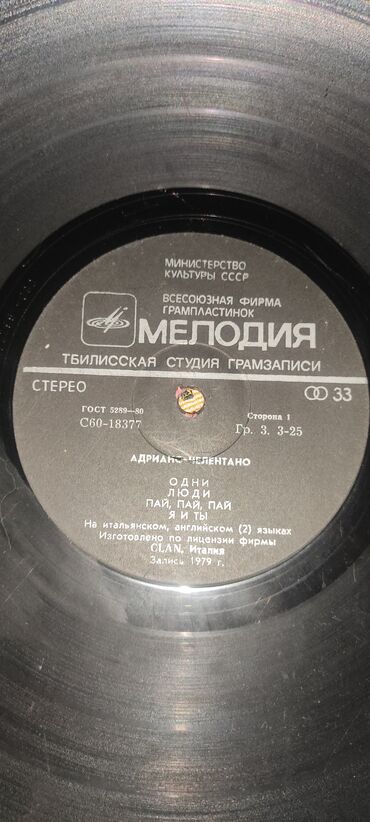 МИНИСТЕРСТВО
КУЛЬТУРЫ СССР
ВСЕСОЮЗНАЯ ФИРМА
ГРАМПЛАСТИНОК
МЕЛОДИЯ
ТБИЛИССКАЯ СТУДИЯ ГРАМЗАПИСИ
СТЕРЕО
33
ГОСТ 5289—80
Сторона 1
С60-18377
Гр. 3. 3-25
АДРИАНО ЧЕЛЕНТАНО
ОДНИ
ЛЮДИ
ПАЙ, ПАЙ, ПАЙ
Я И ТЫ
На итальянском, английском (2) языках
Изготовлено по лицензии фирмы
CLAN, Италия
Запись 1979 г.